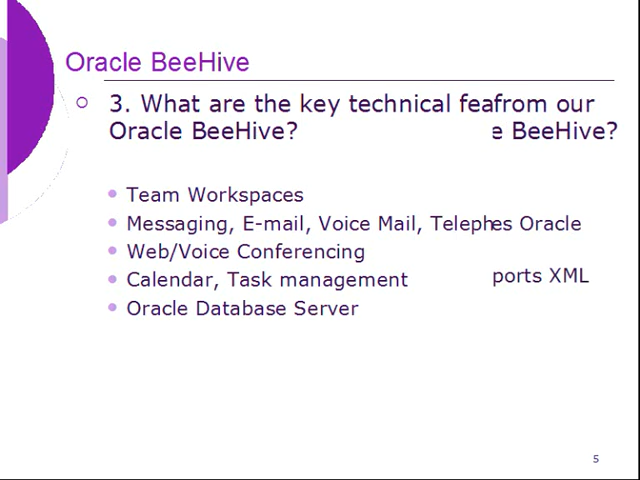 Oracle BeeHive
3. What are the key technical feafrom our
Oracle BeeHive? e BeeHive?
Team Workspaces
Messaging, E-mail, Voice Mail, Telephes Oracle
Web/Voice Conferencing
Calendar, Task management ports XML
Oracle Database Server
5